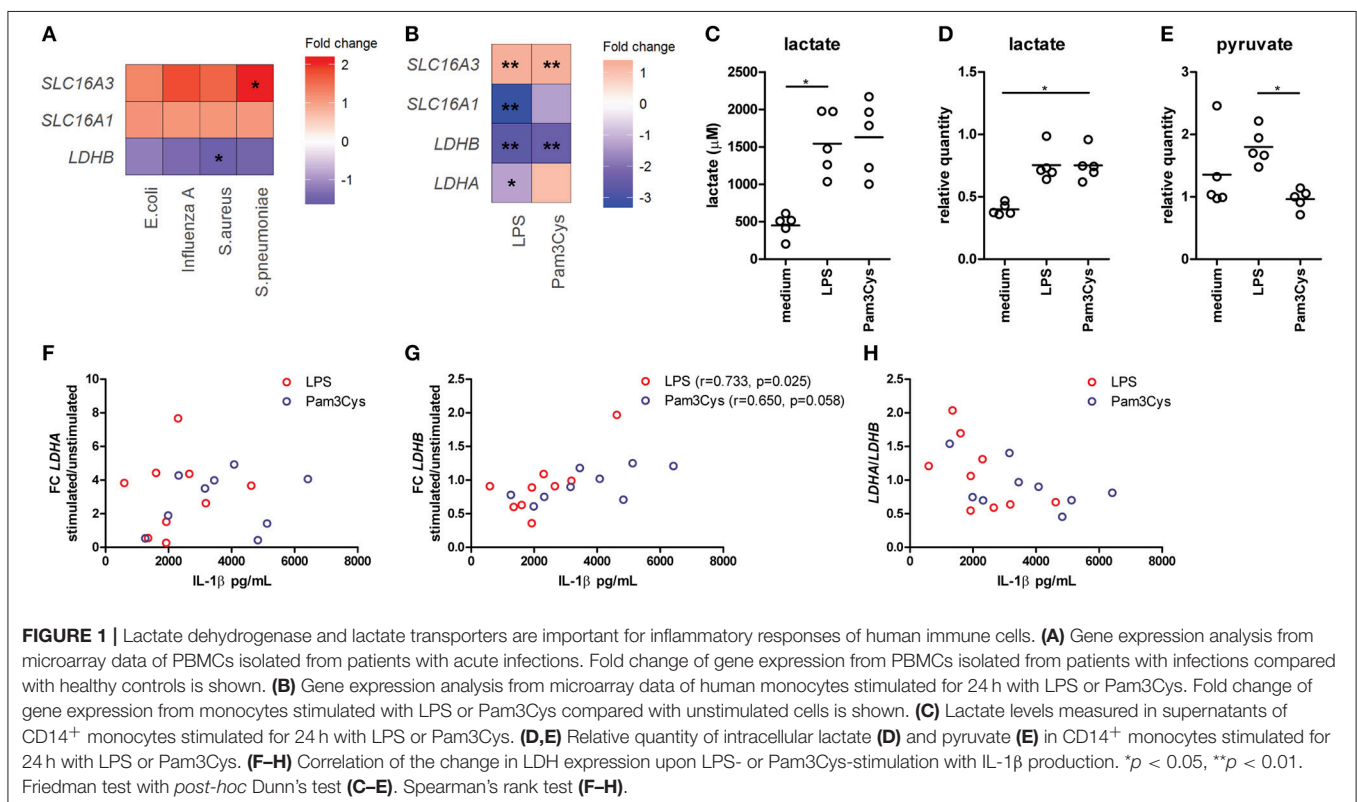 A
Fold change
SLC16A3
SLC16A1
LDHB
*
*
2
1
0
-1
E.coli
Influenza A
S.aureus
S.pneumoniae
B
Fold change
SLC16A3
SLC16A1
LDHB
LDHA
** **
**
** **
*
1
0
-1
-2
-3
LPS
Pam3Cys
C
lactate
lactate (μM)
2500
2000
1500
1000
500
0
*
medium
LPS
Pam3Cys
D
lactate
relative quantity
1.5
1.0
0.5
0.0
*
medium
LPS
Pam3Cys
E
pyruvate
relative quantity
3
2
1
0
*
medium
LPS
Pam3Cys
F
FC LDHA
stimulated/unstimulated
10
8
6
4
2
0
LPS
Pam3Cys
0 2000 4000 6000 8000
IL-1β pg/mL
G
FC LDHB
stimulated/unstimulated
2.5
2.0
1.5
1.0
0.5
0.0
LPS (r=0.733, p=0.025)
Pam3Cys (r=0.650, p=0.058)
0 2000 4000 6000 8000
IL-1β pg/mL
H
LDHA/LDHB
2.5
2.0
1.5
1.0
0.5
0.0
LPS
Pam3Cys
0 2000 4000 6000 8000
IL-1β pg/mL
FIGURE 1 | Lactate dehydrogenase and lactate transporters are important for inflammatory responses of human immune cells. (A) Gene expression analysis from
microarray data of PBMCs isolated from patients with acute infections. Fold change of gene expression from PBMCs isolated from patients with infections compared
with healthy controls is shown. (B) Gene expression analysis from microarray data of human monocytes stimulated for 24 h with LPS or Pam3Cys. Fold change of
gene expression from monocytes stimulated with LPS or Pam3Cys compared with unstimulated cells is shown. (C) Lactate levels measured in supernatants of
CD14+ monocytes stimulated for 24 h with LPS or Pam3Cys. (D,E) Relative quantity of intracellular lactate (D) and pyruvate (E) in CD14+ monocytes stimulated for
24 h with LPS or Pam3Cys. (F–H) Correlation of the change in LDH expression upon LPS- or Pam3Cys-stimulation with IL-1β production. *p < 0.05, **p < 0.01.
Friedman test with post-hoc Dunn's test (C–E). Spearman's rank test (F–H).